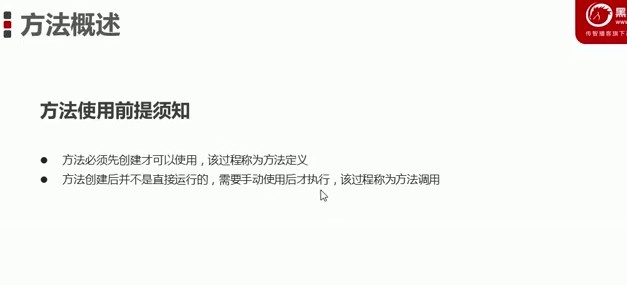 方法概述
黑
www
传智播客旗下
方法使用前提须知
方法必须先创建才可以使用，该过程称为方法定义
方法创建后并不是直接运行的，需要手动使用后才执行，该过程称为方法调用